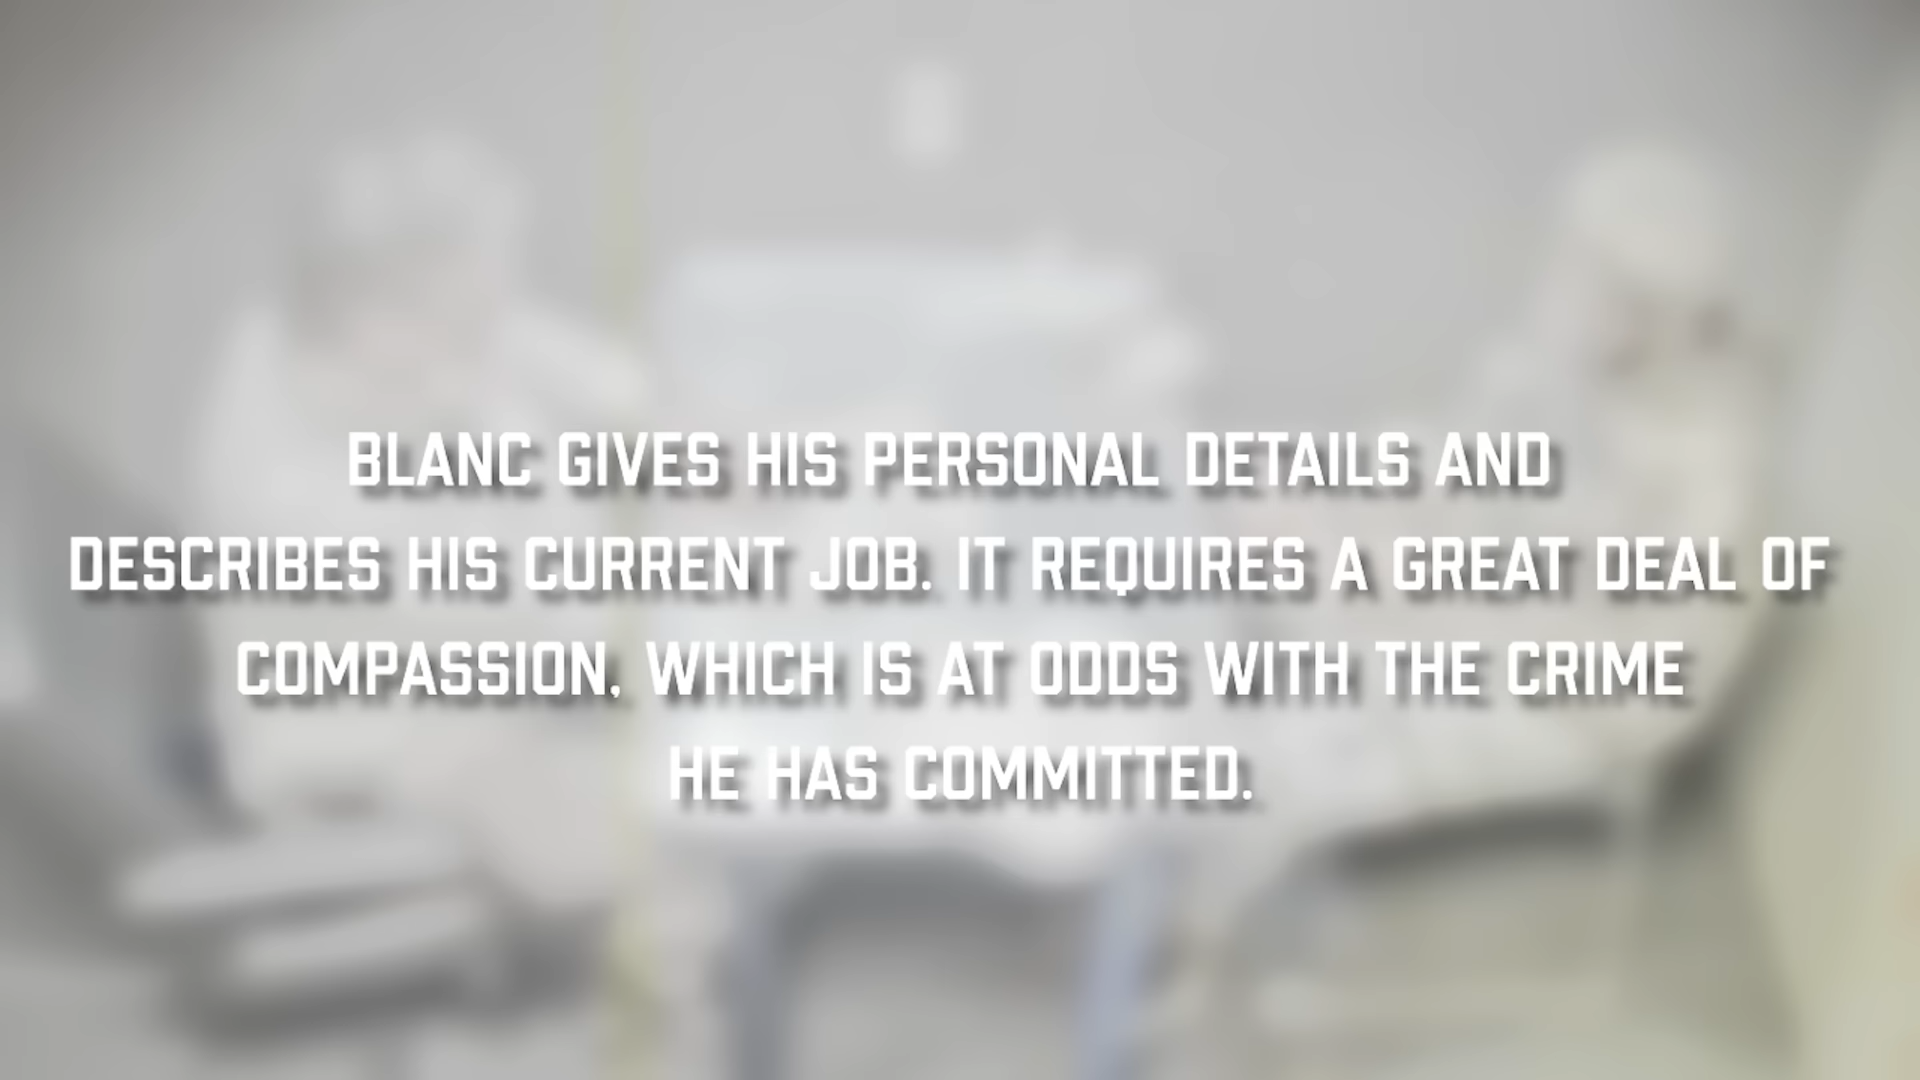 BLANC GIVES HIS PERSONAL DETAILS AND
DESCRIBES HIS CURRENT JOB. IT REQUIRES A GREAT DEAL OF
COMPASSION, WHICH IS AT ODDS WITH THE CRIME
HE HAS COMMITTED.